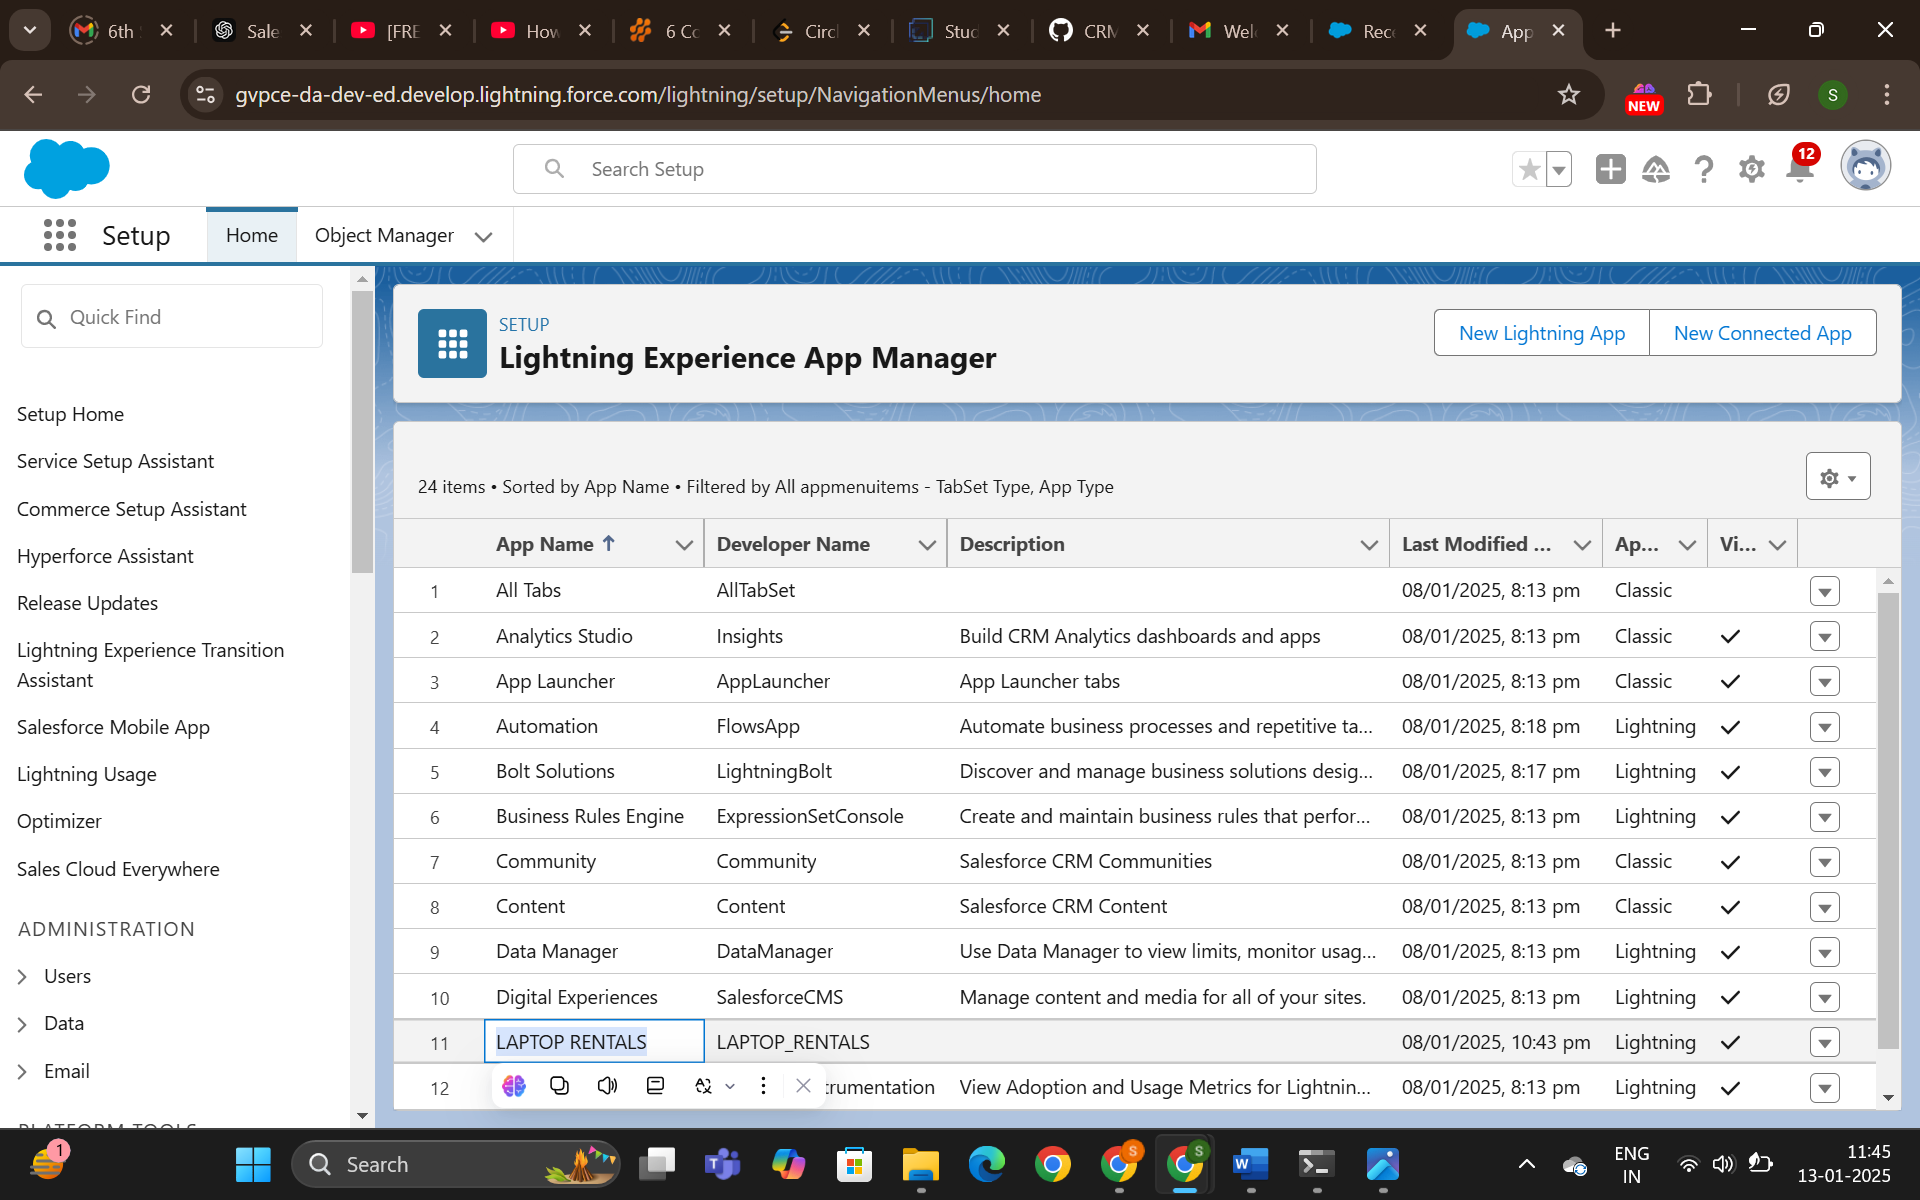 6th
Sale
[FRE
How
6 Co
Circl
Stud
CRM
Wel
Rec
App
gvpce-da-dev-ed.develop.lightning.force.com/lightning/setup/NavigationMenus/home
NEW
S
Search Setup
12
Setup
Home
Object Manager
Quick Find
Setup Home
Service Setup Assistant
Commerce Setup Assistant
Hyperforce Assistant
Release Updates
Lightning Experience Transition
Assistant
Salesforce Mobile App
Lightning Usage
Optimizer
Sales Cloud Everywhere
ADMINISTRATION
Users
Data
Email
PLATFORM TOOLS
SETUP
Lightning Experience App Manager
New Lightning App
New Connected App
24 items • Sorted by App Name • Filtered by All appmenuitems - TabSet Type, App Type
App Name ↑ Developer Name Description Last Modified ... Ap... Vi...
1 All Tabs AllTabSet 08/01/2025, 8:13 pm Classic
2 Analytics Studio Insights Build CRM Analytics dashboards and apps 08/01/2025, 8:13 pm Classic
3 App Launcher AppLauncher App Launcher tabs 08/01/2025, 8:13 pm Classic
4 Automation FlowsApp Automate business processes and repetitive ta... 08/01/2025, 8:18 pm Lightning
5 Bolt Solutions LightningBolt Discover and manage business solutions desig... 08/01/2025, 8:17 pm Lightning
6 Business Rules Engine ExpressionSetConsole Create and maintain business rules that perfor... 08/01/2025, 8:13 pm Lightning
7 Community Community Salesforce CRM Communities 08/01/2025, 8:13 pm Classic
8 Content Content Salesforce CRM Content 08/01/2025, 8:13 pm Classic
9 Data Manager DataManager Use Data Manager to view limits, monitor usag... 08/01/2025, 8:13 pm Lightning
10 Digital Experiences SalesforceCMS Manage content and media for all of your sites. 08/01/2025, 8:13 pm Lightning
11 LAPTOP RENTALS LAPTOP_RENTALS 08/01/2025, 10:43 pm Lightning
12 rumentation View Adoption and Usage Metrics for Lightnin... 08/01/2025, 8:13 pm Lightning
1
Search
S
S
ENG
IN
11:45
13-01-2025